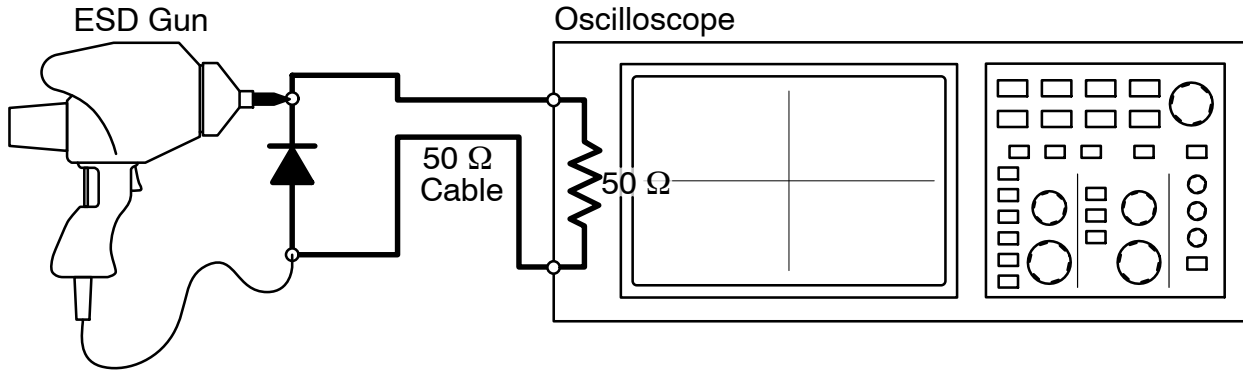 ESD Gun
Oscilloscope
50 Ω
Cable
50 Ω